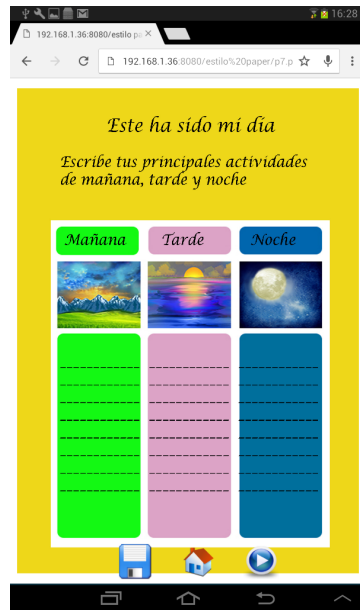 16:28
192.168.1.36:8080/estilo pa
192.168.1.36:8080/estilo%20paper/p7.p
Este ha sido mi día
Escribe tus principales actividades
de mañana, tarde y noche
Mañana Tarde Noche